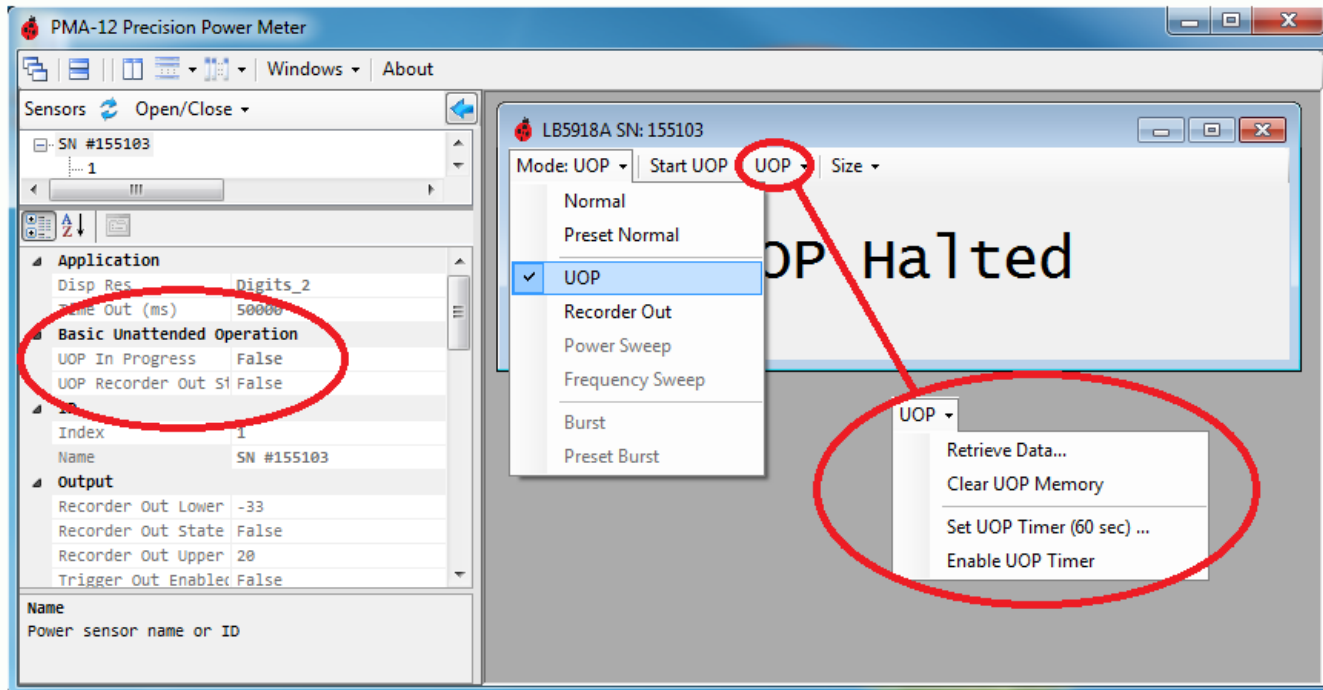 PMA-12 Precision Power Meter
Windows About
Sensors Open/Close
SN #155103
1
Application
Disp Res Digits_2
Time Out (ms) 50000
Basic Unattended Operation
UOP In Progress False
UOP Recorder Out St False
ID
Index 1
Name SN #155103
Output
Recorder Out Lower -33
Recorder Out State False
Recorder Out Upper 20
Trigger Out Enablec False
Name
Power sensor name or ID
LB5918A SN: 155103
Mode: UOP Start UOP UOP Size
Normal
Preset Normal
UOP
Recorder Out
Power Sweep
Frequency Sweep
Burst
Preset Burst
OP Halted
UOP
Retrieve Data...
Clear UOP Memory
Set UOP Timer (60 sec) ...
Enable UOP Timer